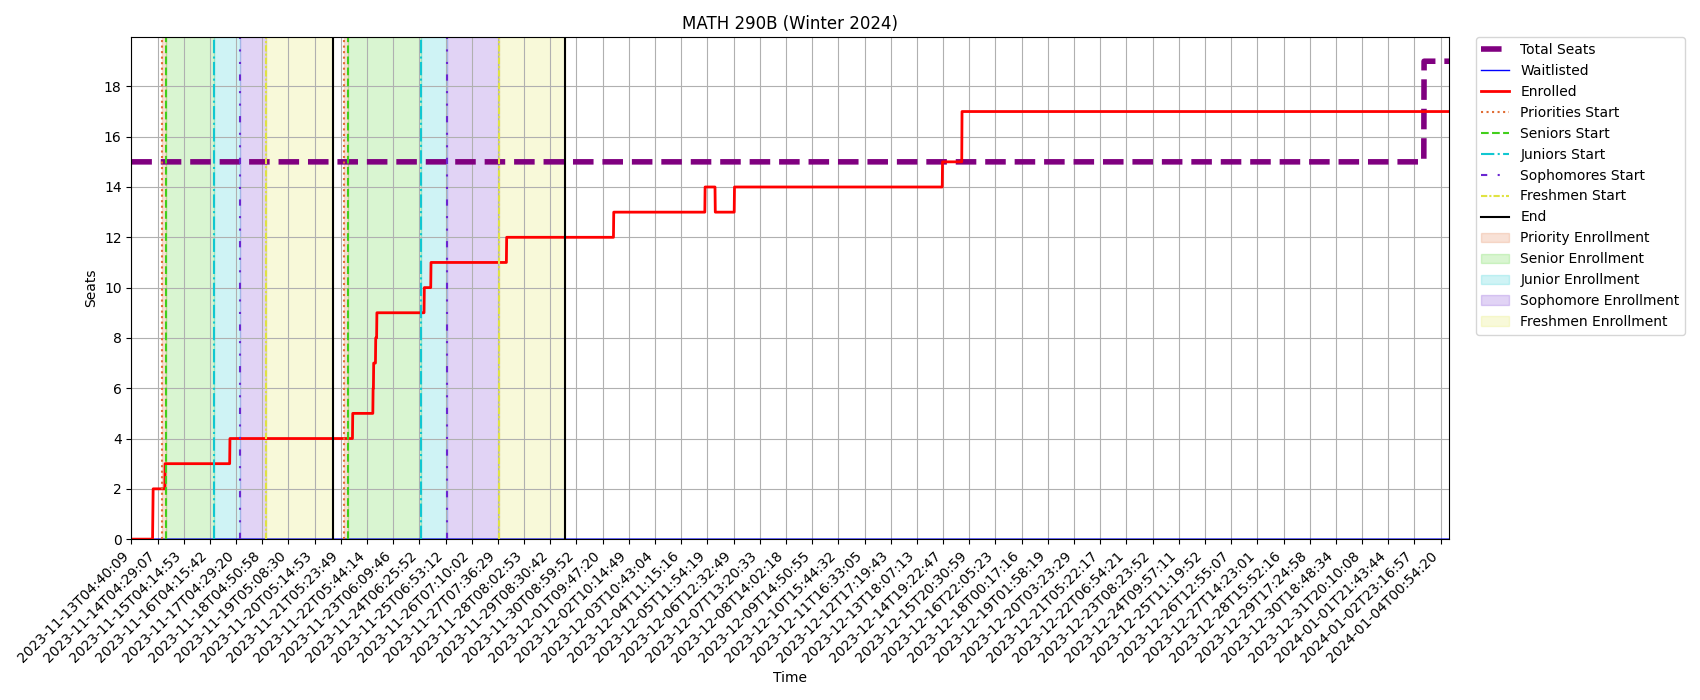 MATH 290B (Winter 2024)
Seats
18
16
14
12
10
8
6
4
2
0
2023-11-13T04:40:09
2023-11-14T04:29:07
2023-11-15T04:14:53
2023-11-16T04:15:42
2023-11-17T04:29:20
2023-11-18T04:50:58
2023-11-19T05:08:30
2023-11-20T05:14:53
2023-11-21T05:23:49
2023-11-22T05:44:14
2023-11-23T06:09:46
2023-11-24T06:25:52
2023-11-25T06:53:12
2023-11-26T07:10:02
2023-11-27T07:36:29
2023-11-28T08:02:53
2023-11-29T08:30:42
2023-11-30T08:59:52
2023-12-01T09:47:20
2023-12-02T10:14:49
2023-12-03T10:43:04
2023-12-04T11:15:16
2023-12-05T11:54:19
2023-12-06T12:32:49
2023-12-07T13:20:33
2023-12-08T14:02:18
2023-12-09T14:50:55
2023-12-10T15:44:32
2023-12-11T16:33:05
2023-12-12T17:19:43
2023-12-13T18:07:13
2023-12-14T19:22:47
2023-12-15T20:30:59
2023-12-16T22:05:23
2023-12-18T00:17:16
2023-12-19T01:58:19
2023-12-20T03:23:29
2023-12-21T05:22:17
2023-12-22T06:54:21
2023-12-23T08:23:52
2023-12-24T09:57:11
2023-12-25T11:19:52
2023-12-26T12:55:07
2023-12-27T14:23:01
2023-12-28T15:52:16
2023-12-29T17:24:58
2023-12-30T18:48:34
2023-12-31T20:10:08
2024-01-01T21:43:44
2024-01-02T23:16:57
2024-01-04T00:54:20
Time
Total Seats
Waitlisted
Enrolled
Priorities Start
Seniors Start
Juniors Start
Sophomores Start
Freshmen Start
End
Priority Enrollment
Senior Enrollment
Junior Enrollment
Sophomore Enrollment
Freshmen Enrollment